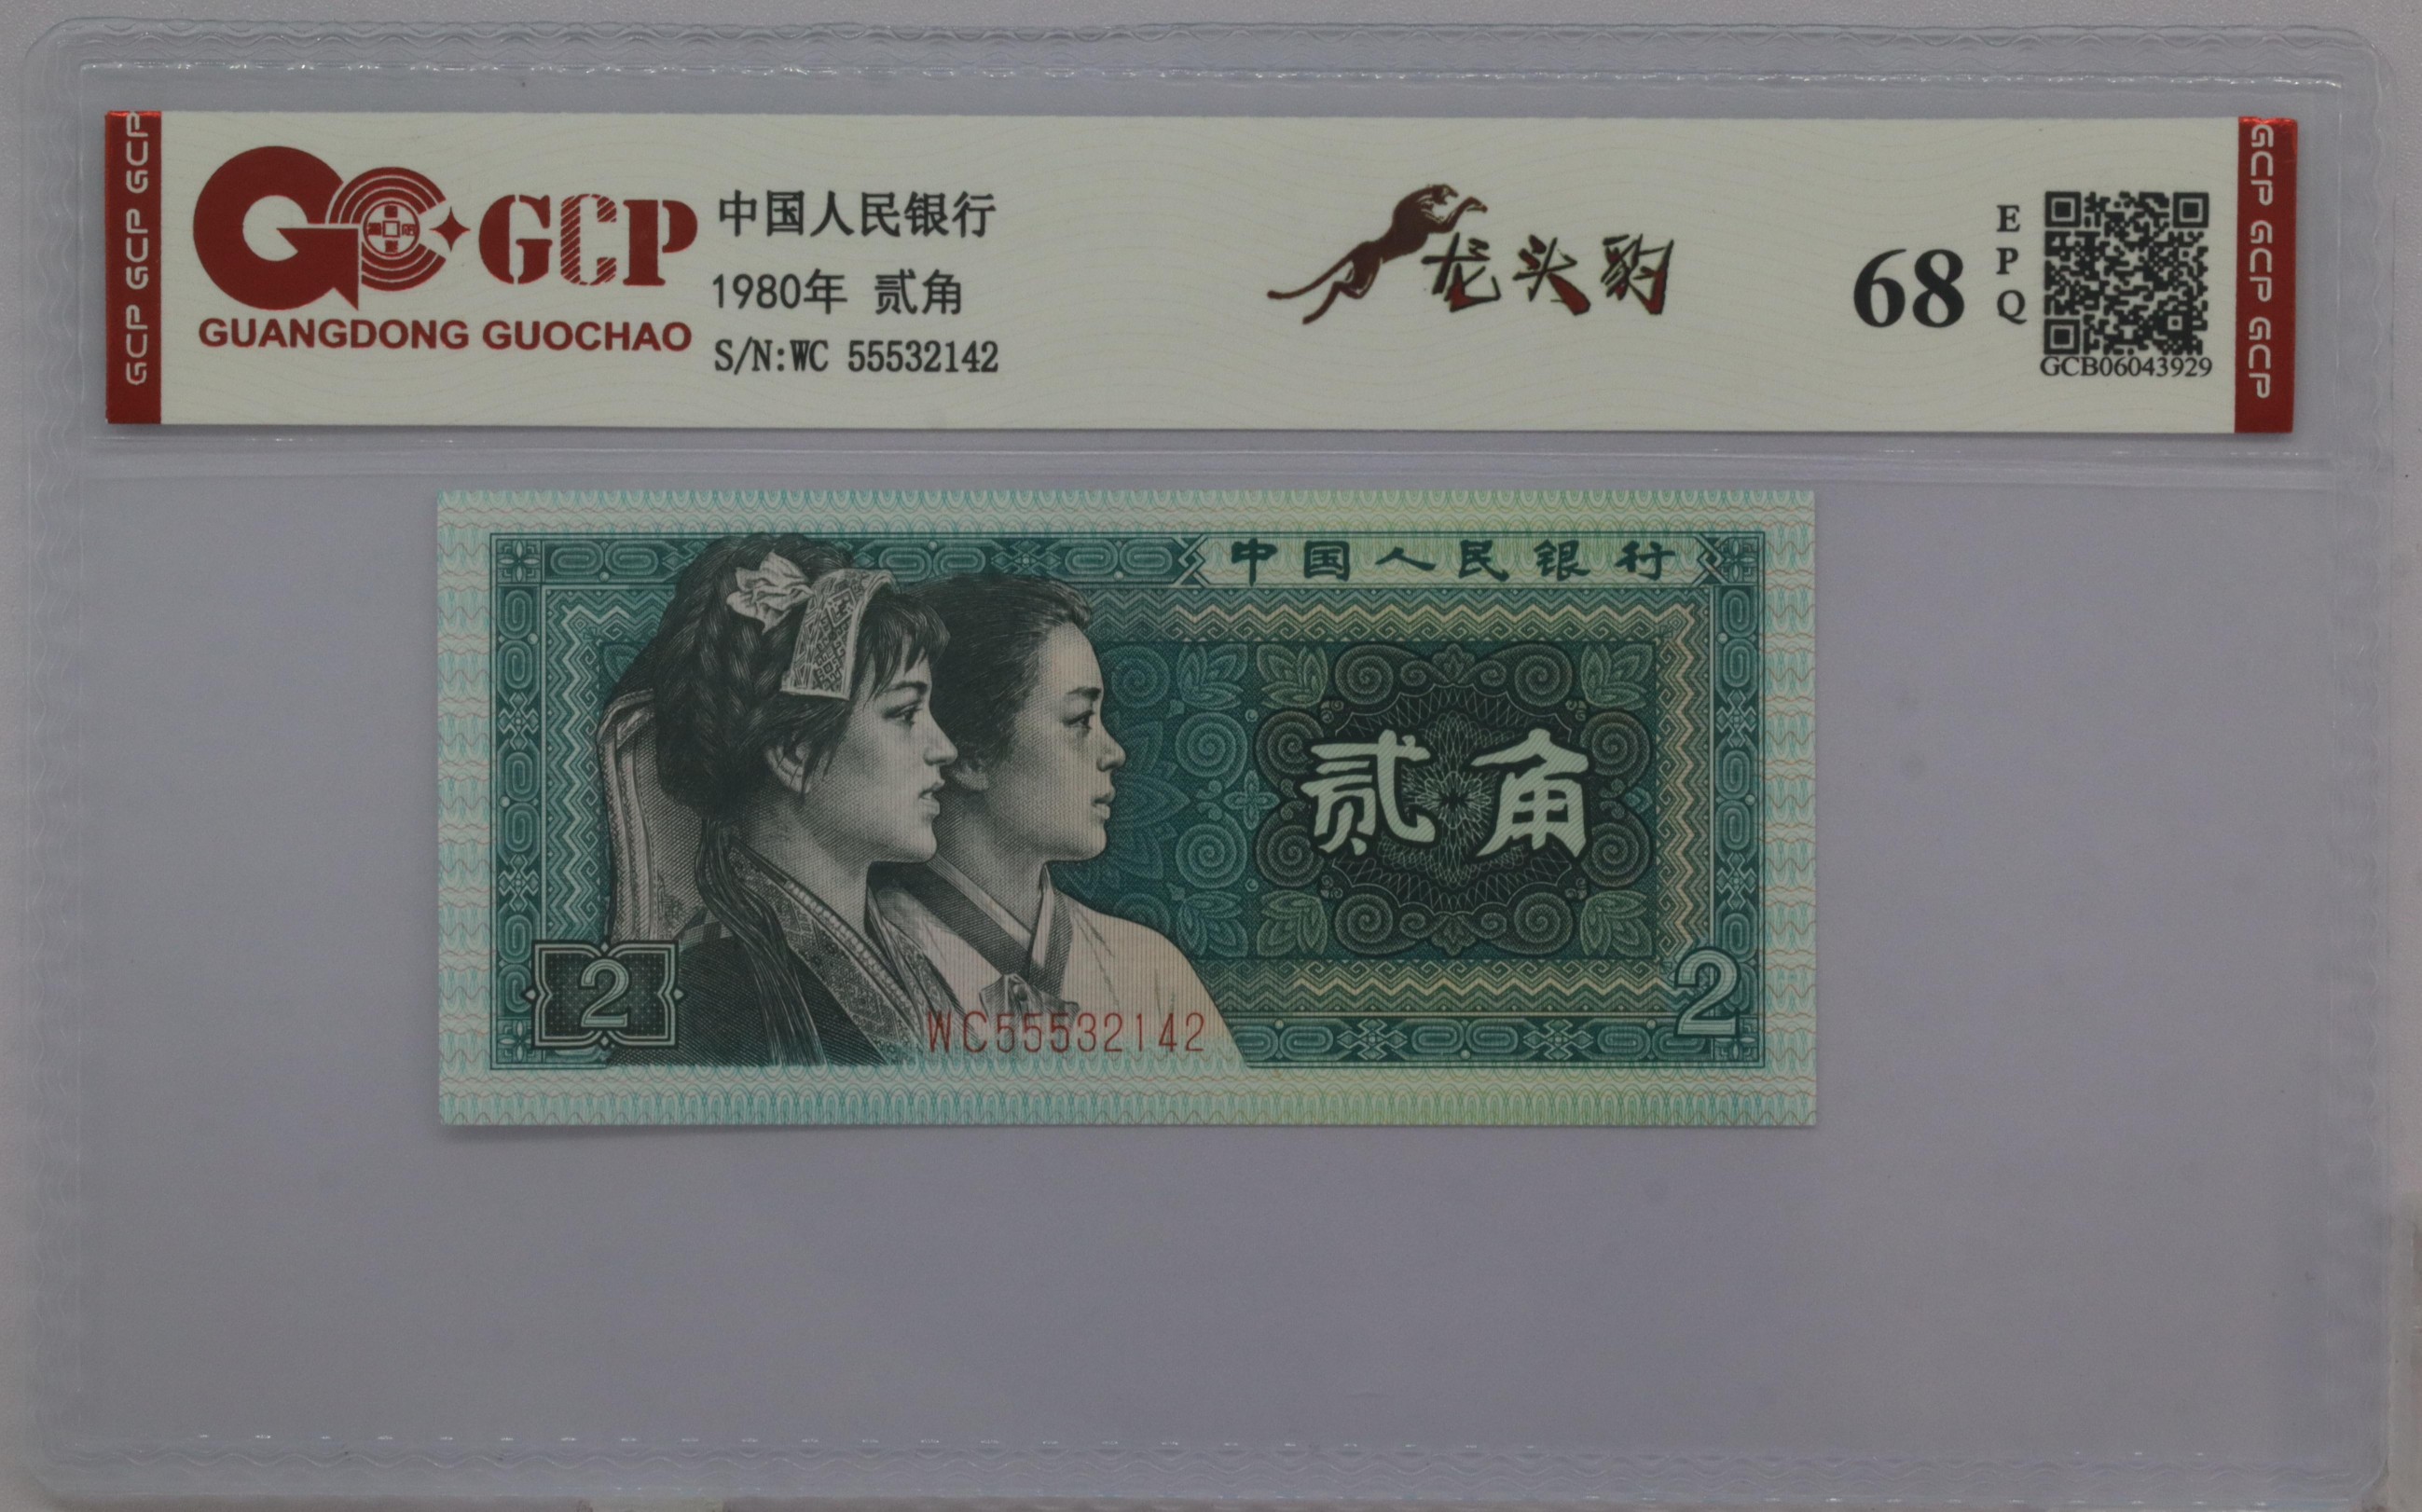 GCP GCP GCP
GCP
GUANGDONG GUOCHAO
中国人民银行
1980年 贰角
S/N:WC 55532142
龙头豹
68
EPQ
GCB06043929
GCP GCP GCP
中国人民银行
贰角
2
2
WC55532142